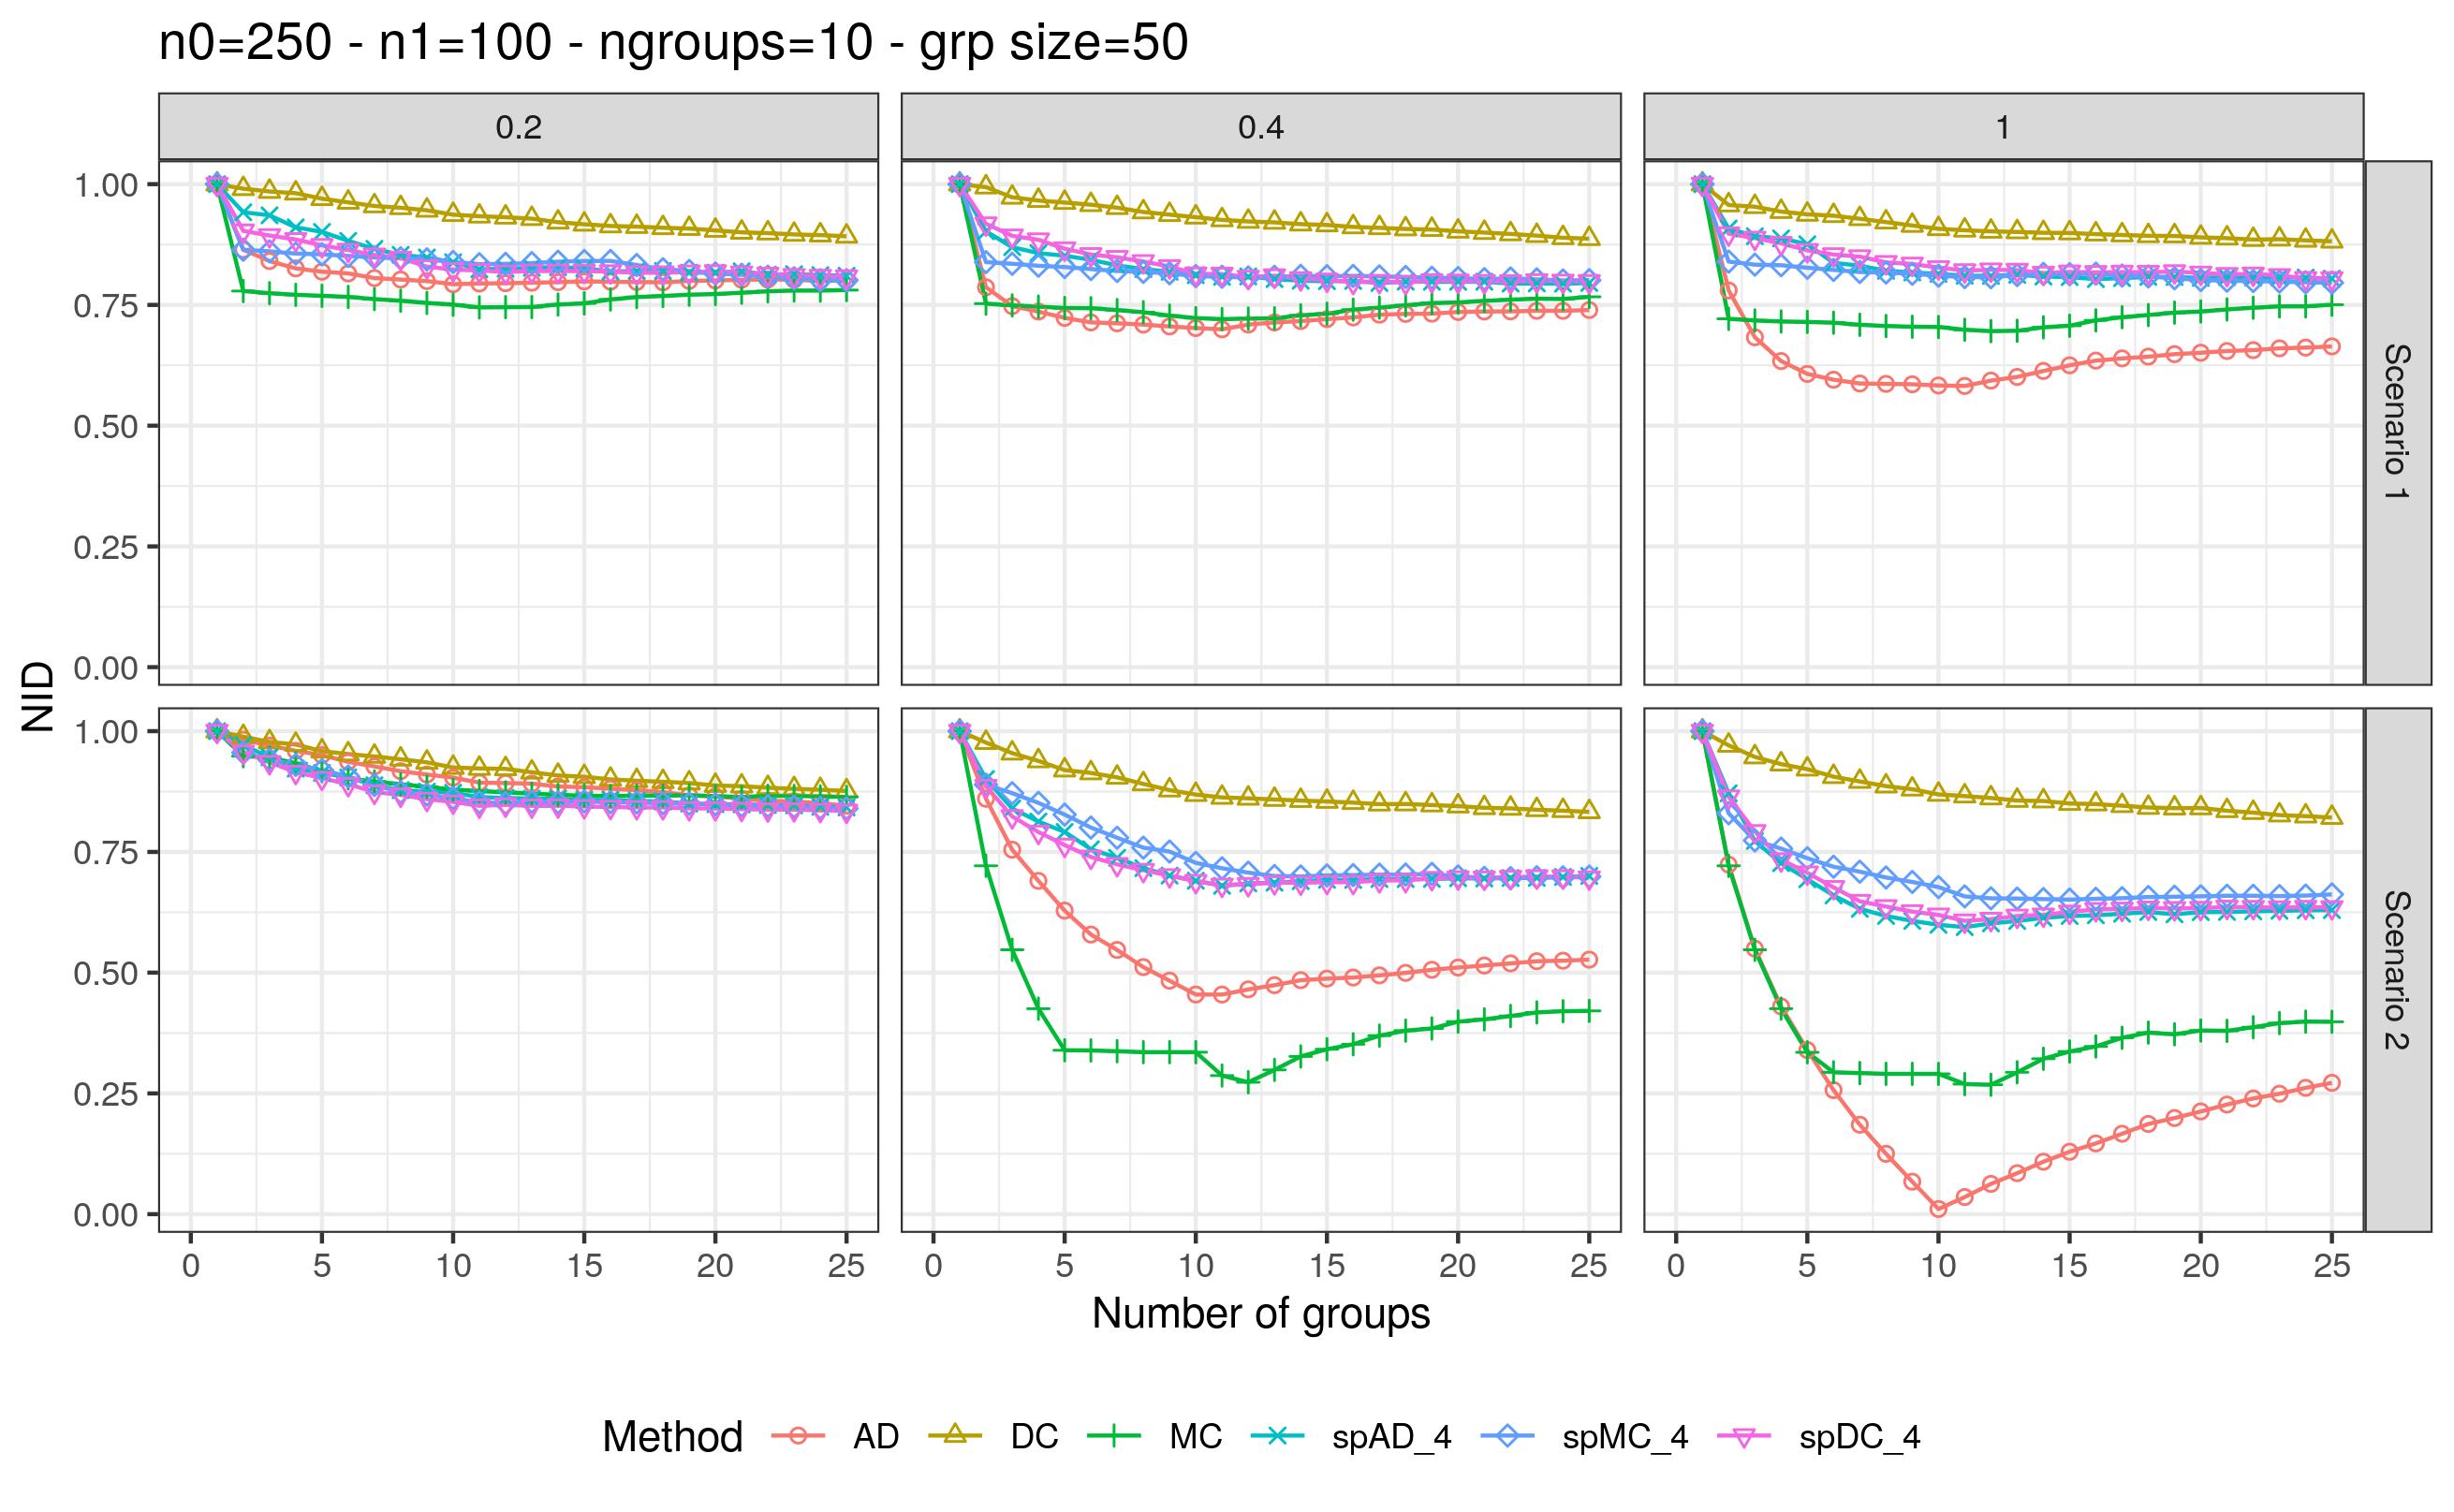 n0=250 - n1=100 - ngroups=10 - grp size=50
0.2 0.4 1
1.00
0.75
0.50
0.25
0.00
Scenario 1
NID
1.00
0.75
0.50
0.25
0.00
Scenario 2
0 5 10 15 20 25 0 5 10 15 20 25 0 5 10 15 20 25
Number of groups
Method AD DC MC spAD_4 spMC_4 spDC_4